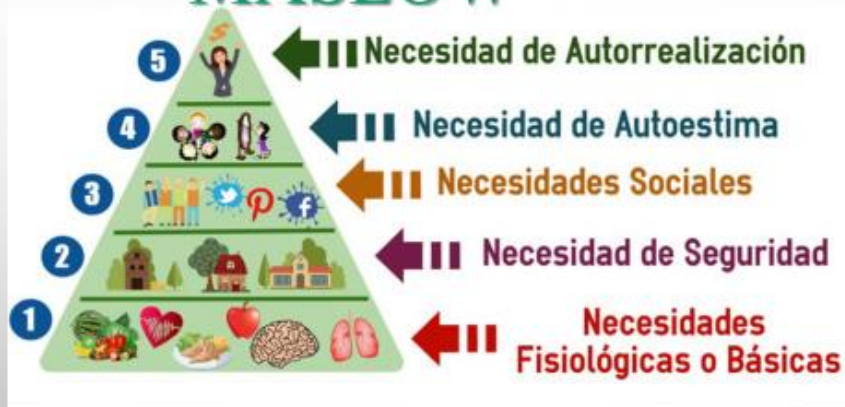 MASLOW
5 Necesidad de Autorrealización
4 Necesidad de Autoestima
3 Necesidades Sociales
2 Necesidad de Seguridad
1 Necesidades
Fisiológicas o Básicas